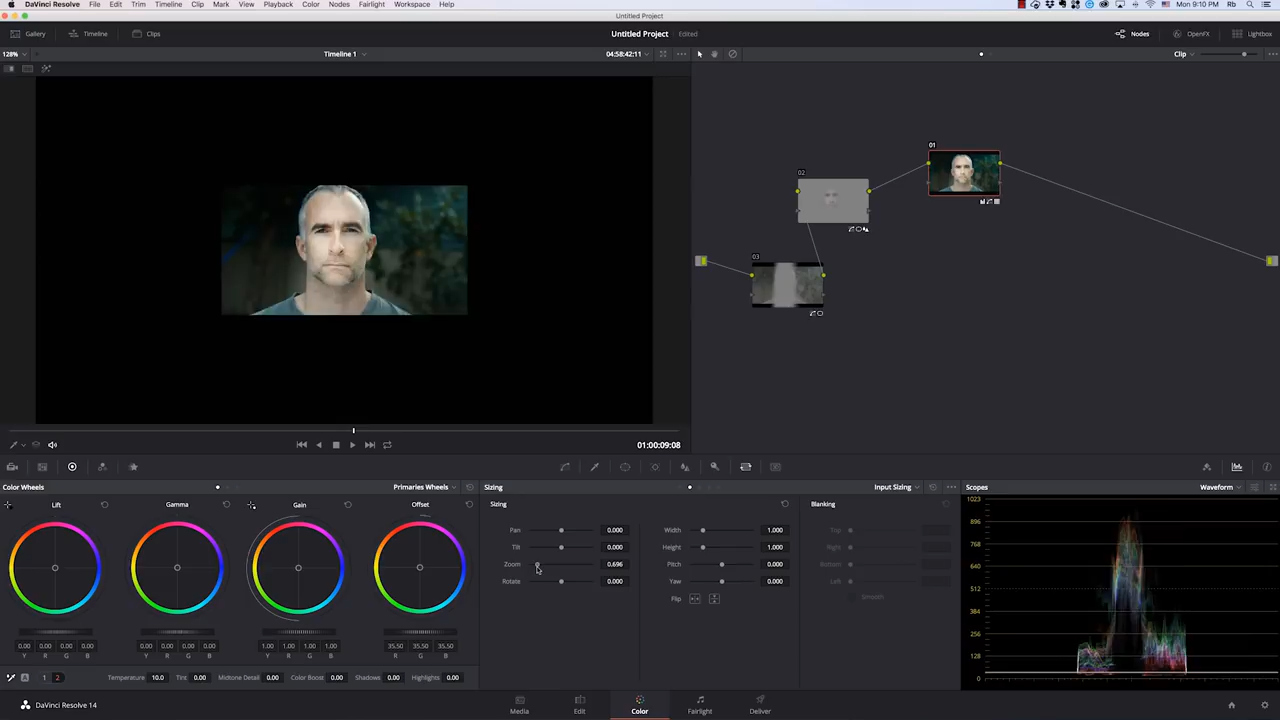 DaVinci Resolve File Edit Trim Timeline Clip Mark View Playback Color Nodes Fairlight Workspace Help Mon 9:10 PM Rb
Untitled Project
Gallery Timeline Clips Untitled Project Edited Nodes OpenFX Lightbox
128% Timeline 1 04:58:42:11 Clip
01
02
03
01:00:09:08
Color Wheels Primaries Wheels Sizing Input Sizing Scopes Waveform
Lift Gamma Gain Offset Sizing Blanking 1023
Pan 0.000 Width 1.000 Top 896
Tilt 0.000 Height 1.000 Right 768
Zoom 0.696 Pitch 0.000 Bottom 640
Rotate 0.000 Yaw 0.000 Left 512
Flip Smooth
384
256
0.00 0.00 0.00 0.00 0.00 0.00 0.00 0.00 1.00 1.00 1.00 1.00 35.50 35.50 35.50
Y R G B Y R G B Y R G B R G B 128
A 1 2 Temperature 10.0 Tint 0.00 Midtone Detail 0.00 Color Boost 0.00 Shadows 0.00 Highlights 0.00 0
DaVinci Resolve 14 Media Edit Color Fairlight Deliver